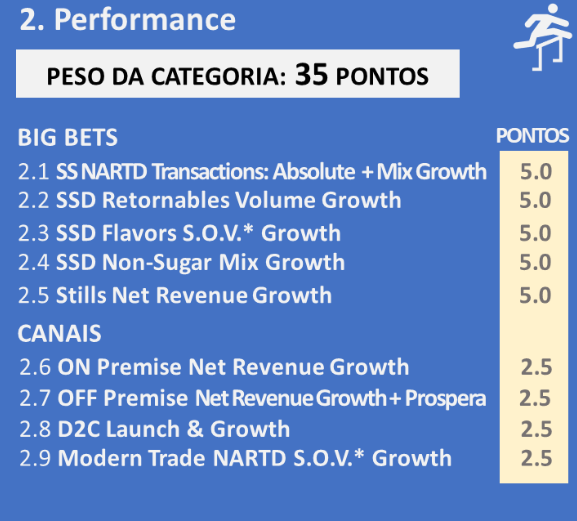 2. Performance
PESO DA CATEGORIA: 35 PONTOS
BIG BETS PONTOS
2.1 SS NARTD Transactions: Absolute + Mix Growth 5.0
2.2 SSD Retornables Volume Growth 5.0
2.3 SSD Flavors S.O.V.* Growth 5.0
2.4 SSD Non-Sugar Mix Growth 5.0
2.5 Stills Net Revenue Growth 5.0
CANAIS
2.6 ON Premise Net Revenue Growth 2.5
2.7 OFF Premise Net Revenue Growth + Prospera 2.5
2.8 D2C Launch & Growth 2.5
2.9 Modern Trade NARTD S.O.V.* Growth 2.5